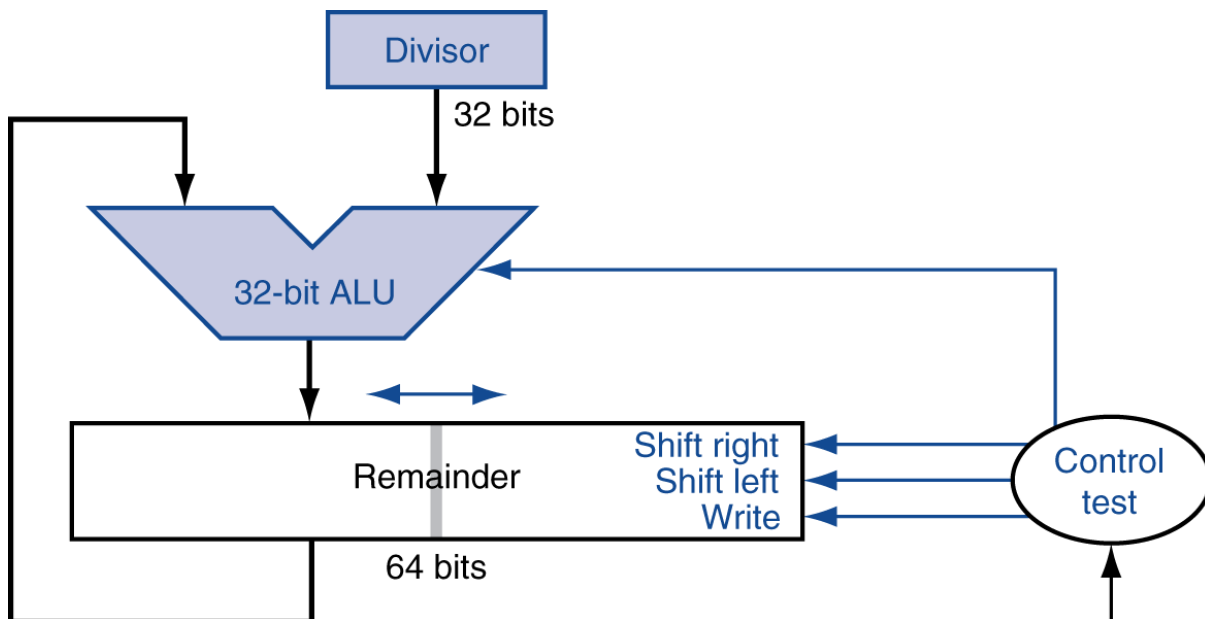 Divisor
32 bits
32-bit ALU
Remainder
Shift right
Shift left
Write
64 bits
Control
test